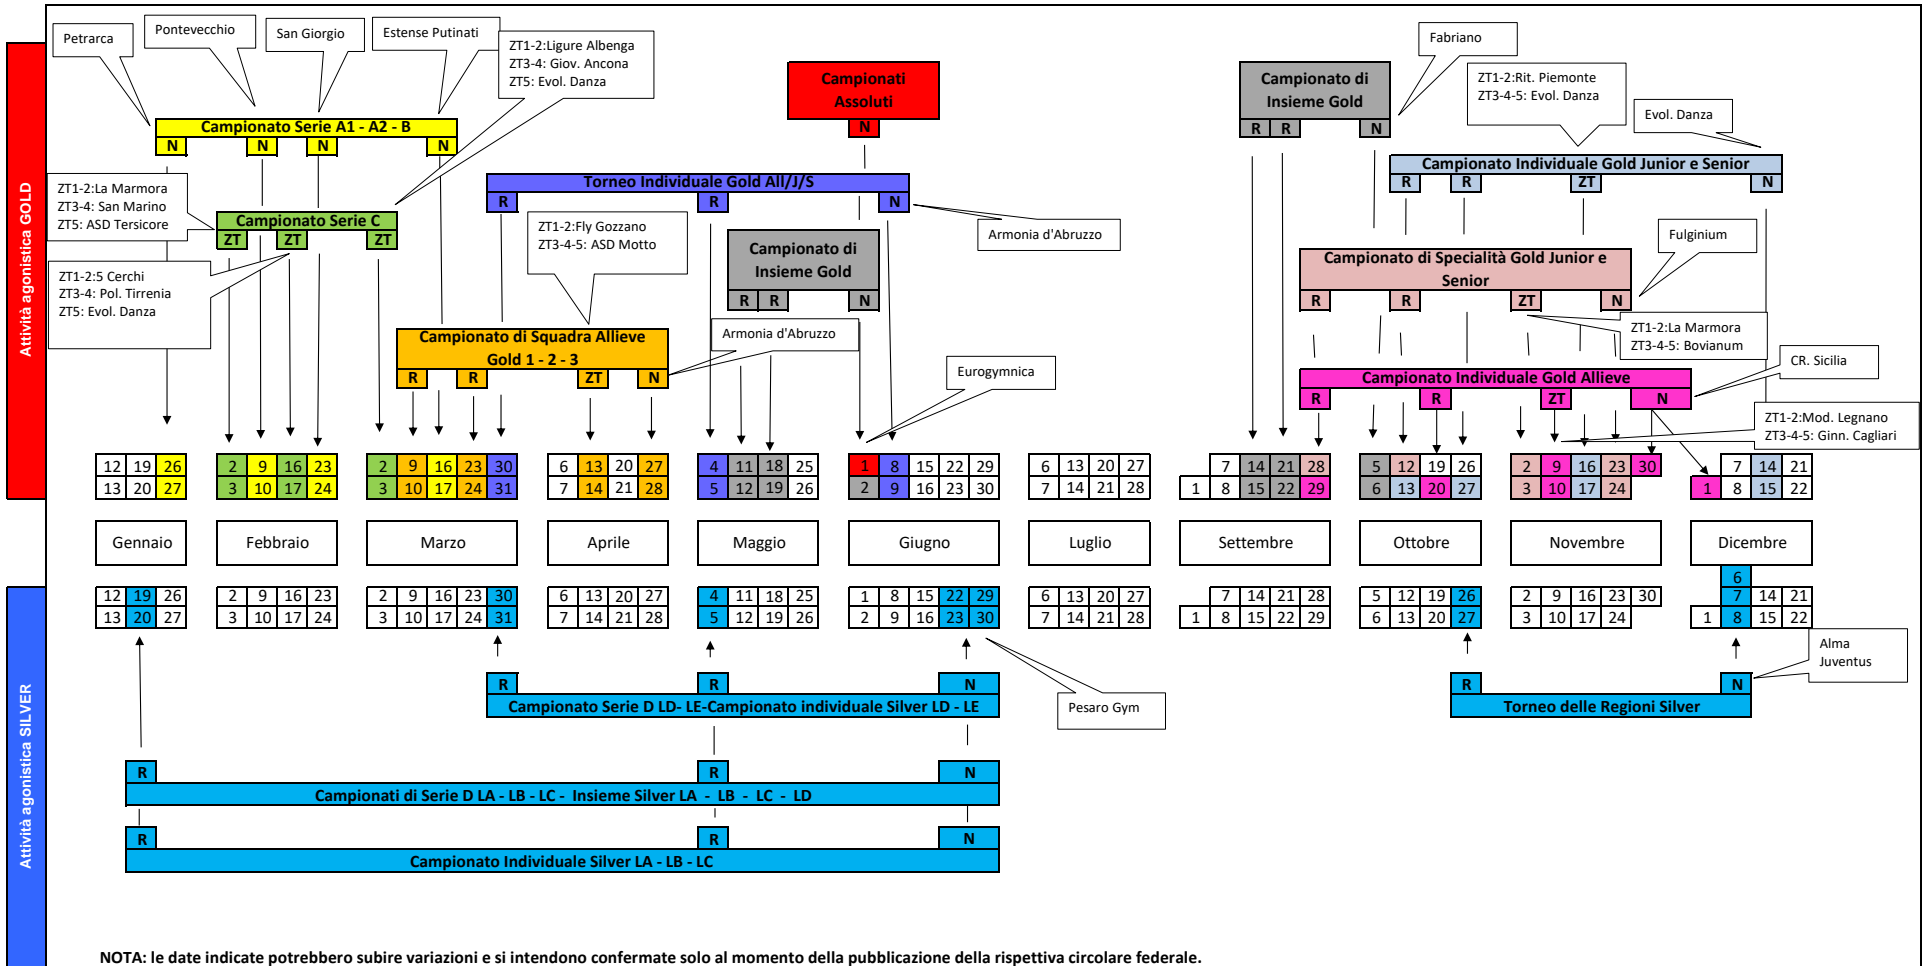 Petrarca
Pontevecchio
San Giorgio
Estense Putinati
ZT1-2:Ligure Albenga
ZT3-4: Giov. Ancona
ZT5: Evol. Danza
Campionati
Assoluti
N
Campionato di
Insieme Gold
R R N
Fabriano
ZT1-2:Rit. Piemonte
ZT3-4-5: Evol. Danza
Evol. Danza
Campionato Serie A1 - A2 - B
N N N N
Campionato Individuale Gold Junior e Senior
R R ZT N
ZT1-2:La Marmora
ZT3-4: San Marino
ZT5: ASD Tersicore
Torneo Individuale Gold All/J/S
R R N
Campionato Serie C
ZT ZT ZT
ZT1-2:Fly Gozzano
ZT3-4-5: ASD Motto
Armonia d'Abruzzo
Fulginium
Campionato di
Insieme Gold
R R N
Campionato di Specialità Gold Junior e
Senior
R R ZT N
ZT1-2:5 Cerchi
ZT3-4: Pol. Tirrenia
ZT5: Evol. Danza
Attività agonistica GOLD
Campionato di Squadra Allieve
Gold 1 - 2 - 3
R R ZT N
Armonia d'Abruzzo
ZT1-2:La Marmora
ZT3-4-5: Bovianum
Eurogymnica
CR. Sicilia
Campionato Individuale Gold Allieve
R R ZT N
ZT1-2:Mod. Legnano
ZT3-4-5: Ginn. Cagliari
12 19 26 2 9 16 23 2 9 16 23 30 6 13 20 27 4 11 18 25 1 8 15 22 29 6 13 20 27 7 14 21 28 5 12 19 26 2 9 16 23 30 7 14 21
13 20 27 3 10 17 24 3 10 17 24 31 7 14 21 28 5 12 19 26 2 9 16 23 30 7 14 21 28 1 8 15 22 29 6 13 20 27 3 10 17 24 1 8 15 22
Gennaio Febbraio Marzo Aprile Maggio Giugno Luglio Settembre Ottobre Novembre Dicembre
6
12 19 26 2 9 16 23 2 9 16 23 30 6 13 20 27 4 11 18 25 1 8 15 22 29 6 13 20 27 7 14 21 28 5 12 19 26 2 9 16 23 30 7 14 21
13 20 27 3 10 17 24 3 10 17 24 31 7 14 21 28 5 12 19 26 2 9 16 23 30 7 14 21 28 1 8 15 22 29 6 13 20 27 3 10 17 24 1 8 15 22
Attività agonistica SILVER
Alma
Juventus
R R N
Campionato Serie D LD- LE-Campionato individuale Silver LD - LE
Pesaro Gym
R N
Torneo delle Regioni Silver
R R N
Campionati di Serie D LA - LB - LC - Insieme Silver LA - LB - LC - LD
R R N
Campionato Individuale Silver LA - LB - LC
NOTA: le date indicate potrebbero subire variazioni e si intendono confermate solo al momento della pubblicazione della rispettiva circolare federale.